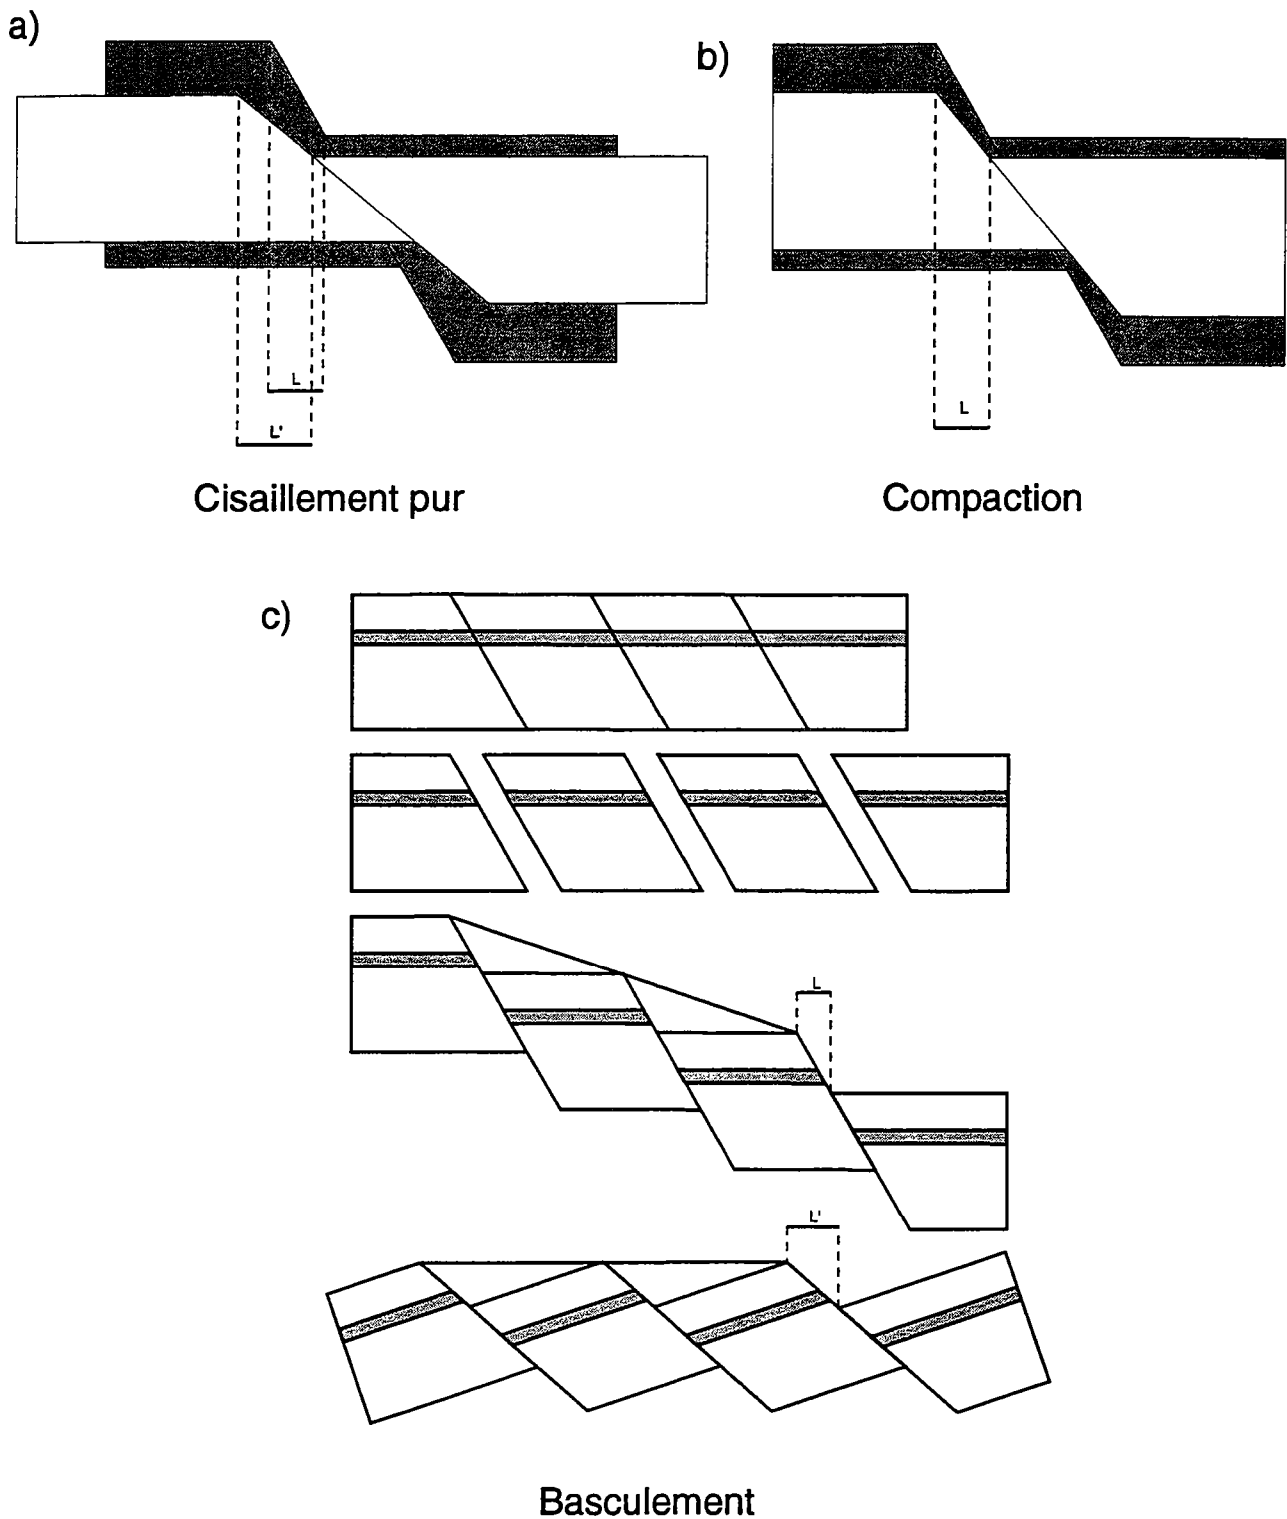 a)
b)
L
L'
L
Cisaillement pur
Compaction
c)
L
L'
Basculement